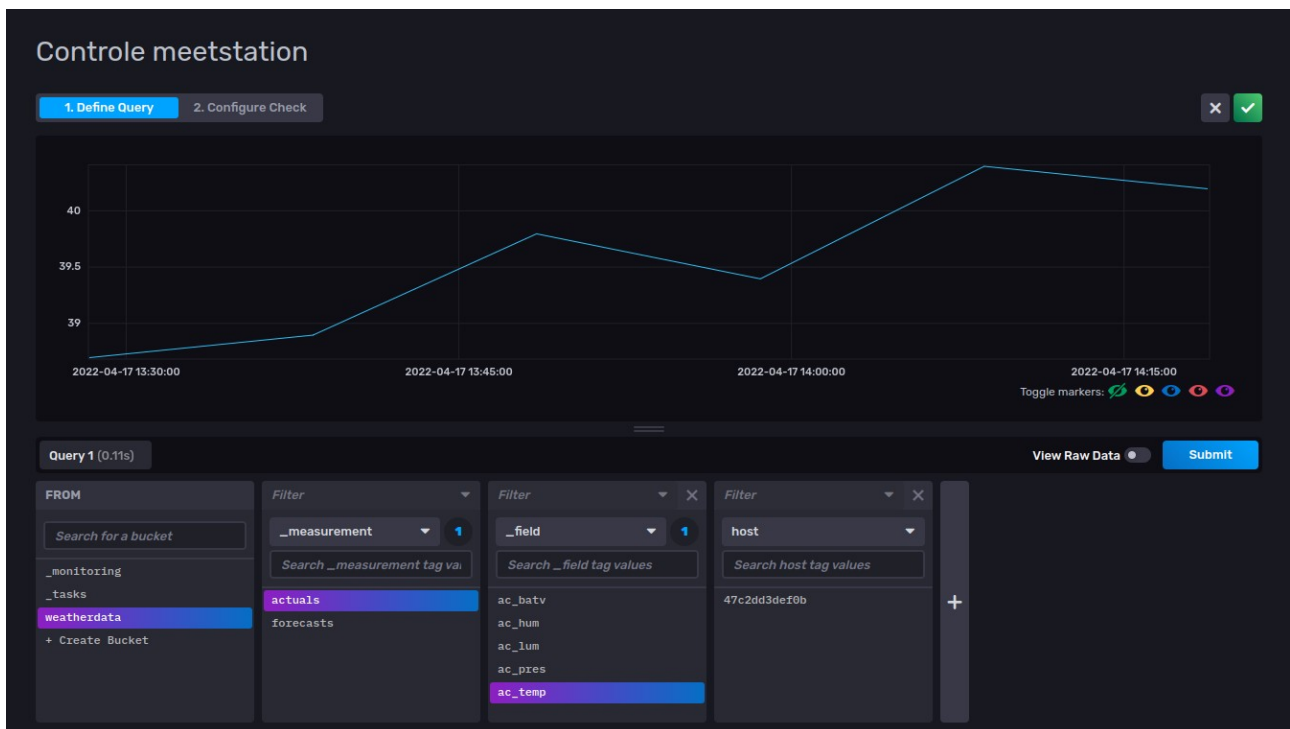 Controle meetstation
1. Define Query 2. Configure Check
40
39.5
39
2022-04-17 13:30:00 2022-04-17 13:45:00 2022-04-17 14:00:00 2022-04-17 14:15:00
Toggle markers:
Query 1 (0.11s) View Raw Data Submit
FROM
Search for a bucket
_monitoring
_tasks
weatherdata
+ Create Bucket
Filter
_measurement 1
Search _measurement tag val
actuals
forecasts
Filter
_field 1
Search _field tag values
ac_batv
ac_hum
ac_lum
ac_pres
ac_temp
Filter
host
Search host tag values
47c2dd3def0b
+